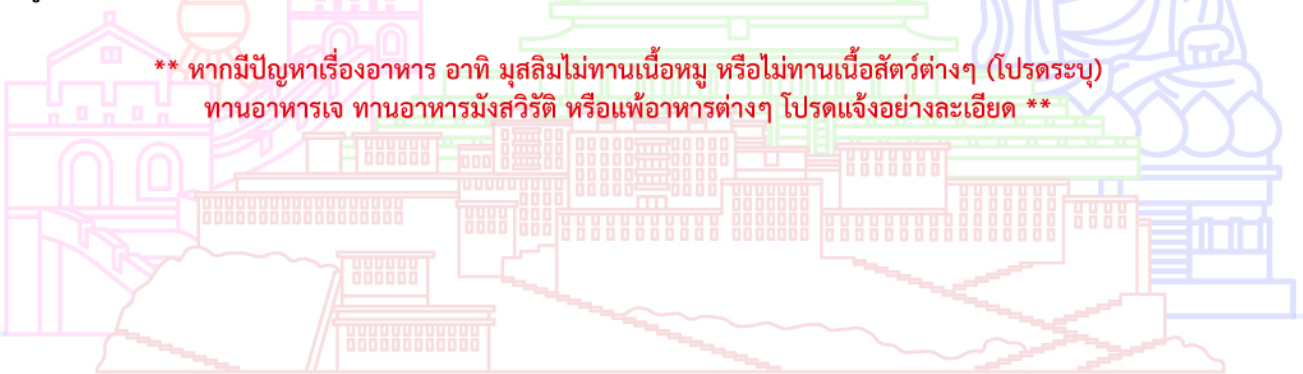 ** หากมีปัญหาเรื่องอาหาร อาทิ มุสลิมไม่ทานเนื้อหมู หรือไม่ทานเนื้อสัตว์ต่างๆ (โปรดระบุ)
ทานอาหารเจ ทานอาหารมังสวิรัติ หรือแพ้อาหารต่างๆ โปรดแจ้งอย่างละเอียด **